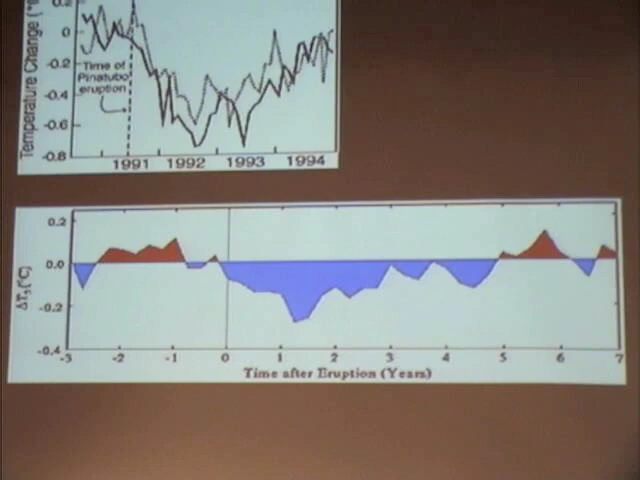 0.2
0
-0.2
-0.4
-0.6
-0.8
Temperature Change (°
Time of
Pinatubo
eruption
1991 1992 1993 1994
0.2
0.0
-0.2
-0.4
ΔTs (°C)
-3 -2 -1 0 1 2 3 4 5 6 7
Time after Eruption (Years)